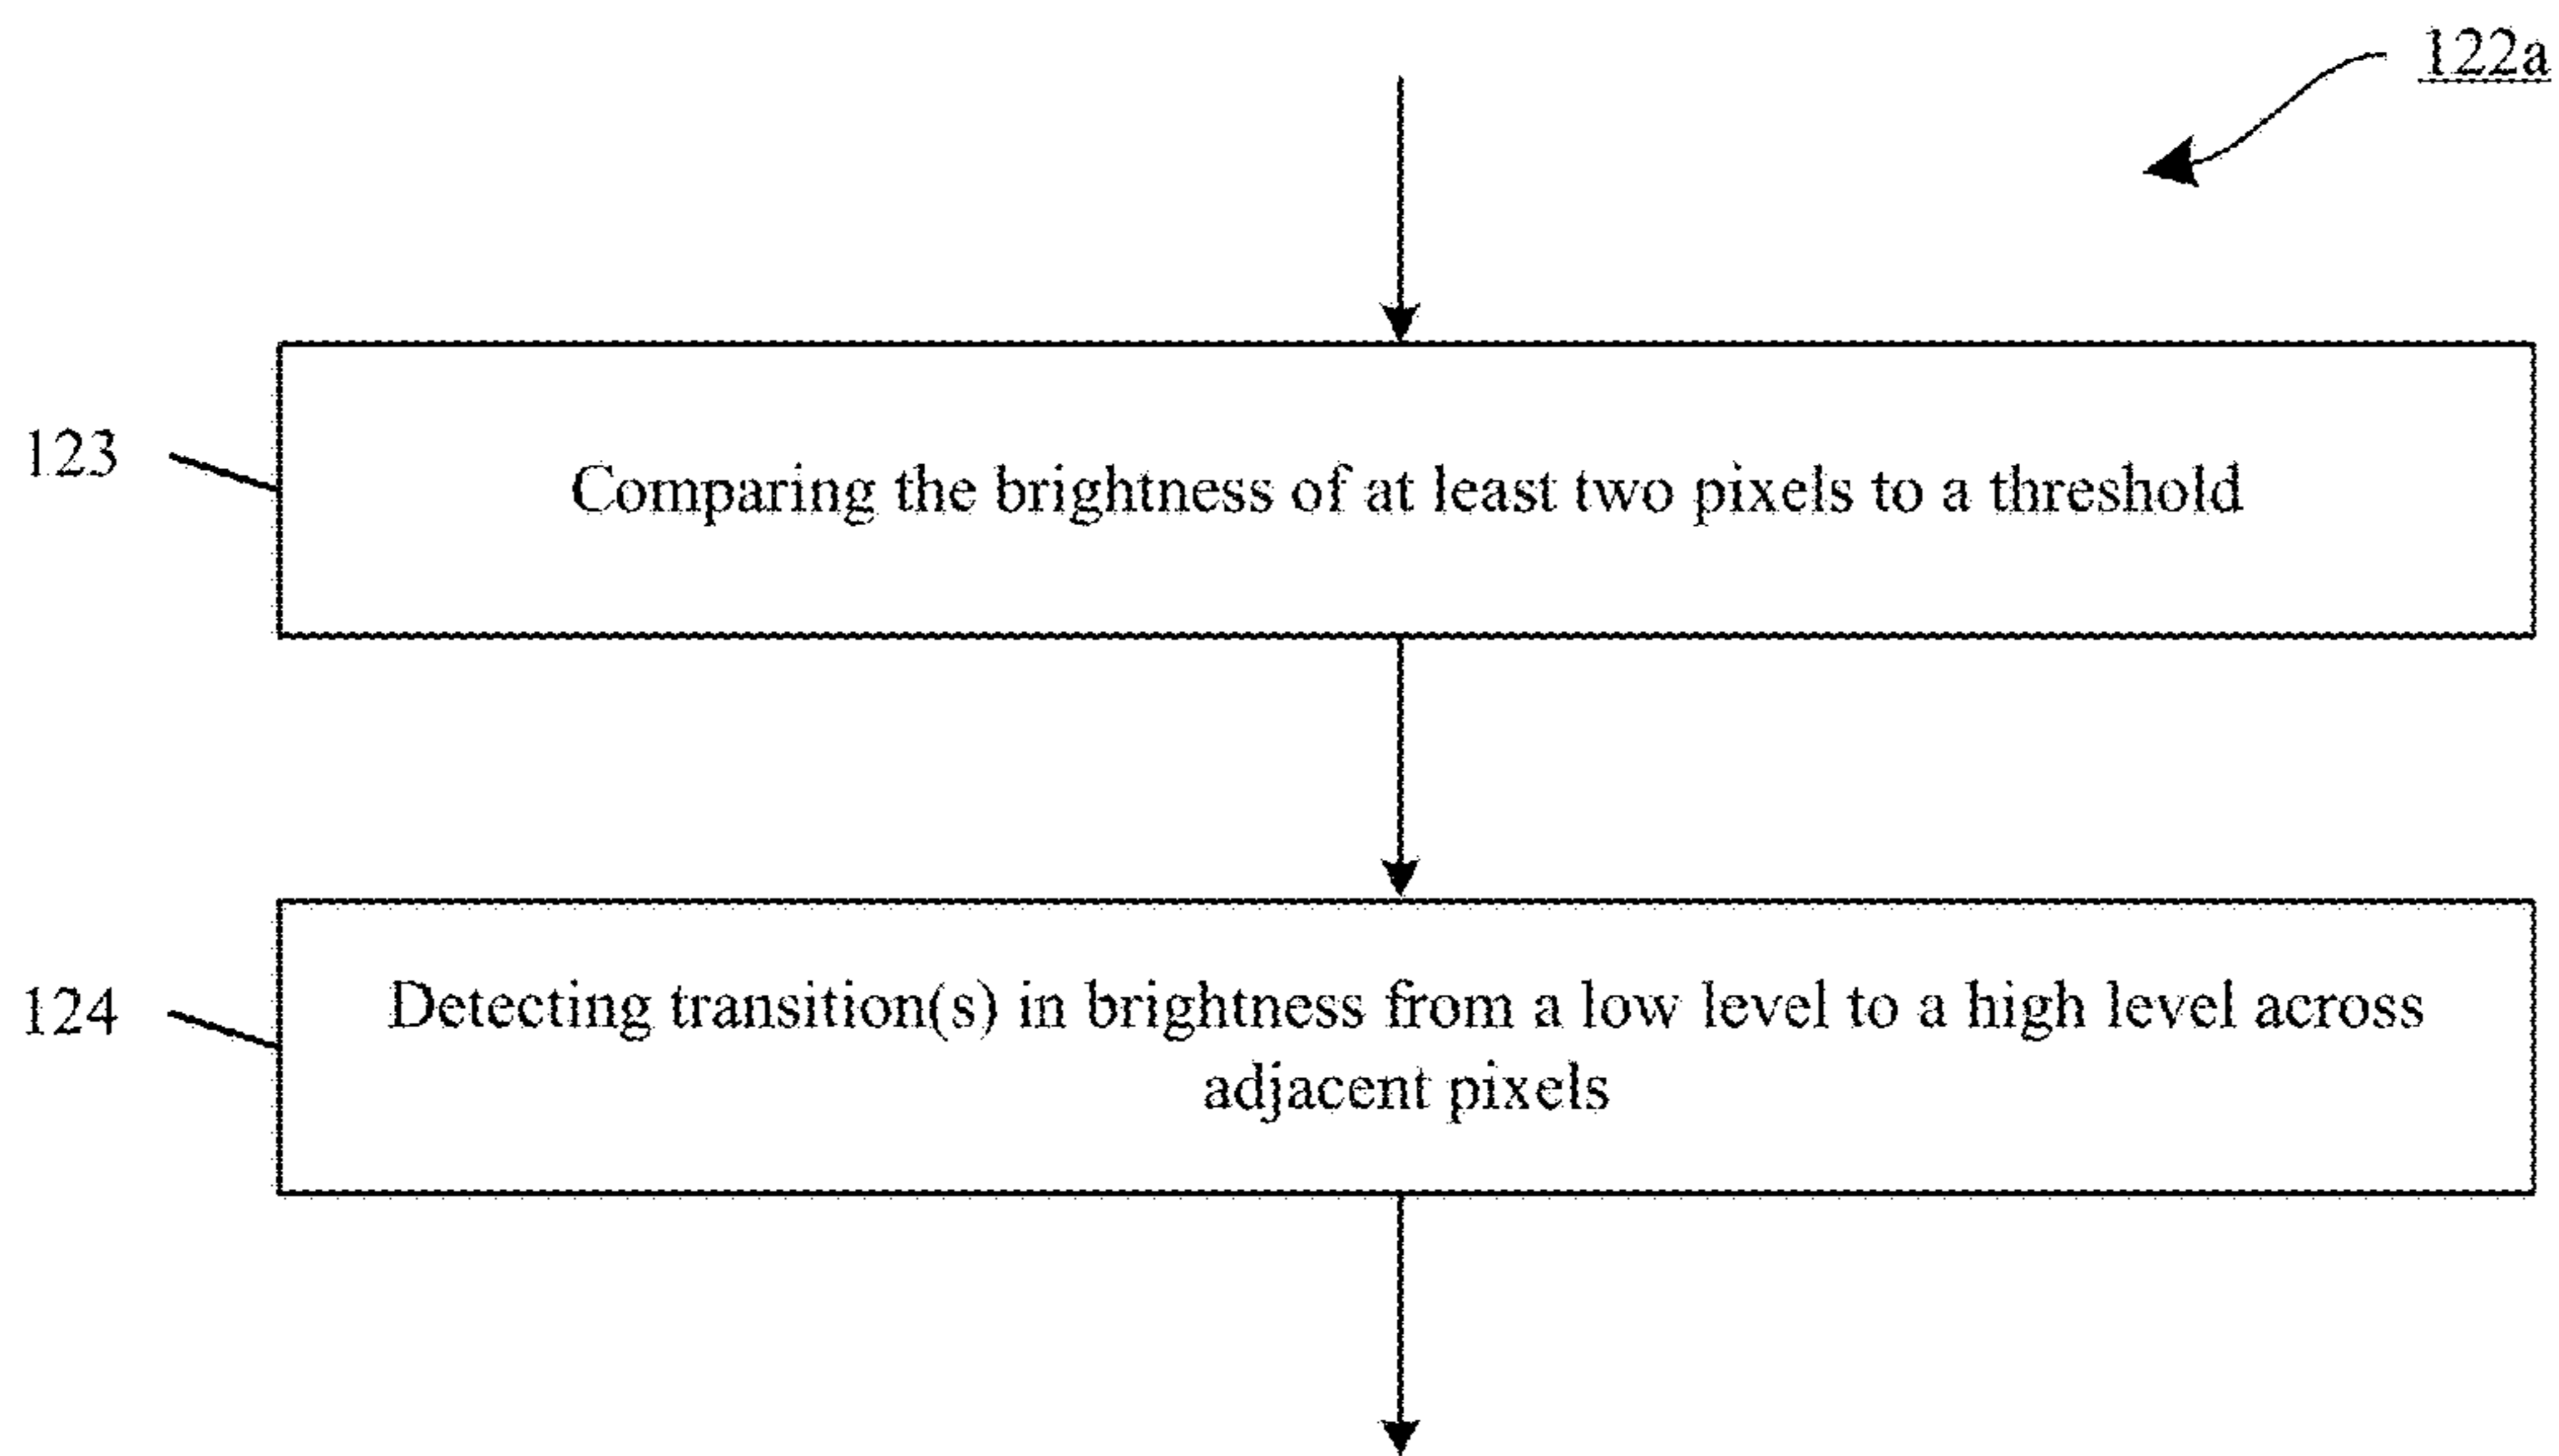 122a
123
Comparing the brightness of at least two pixels to a threshold
124
Detecting transition(s) in brightness from a low level to a high level across
adjacent pixels